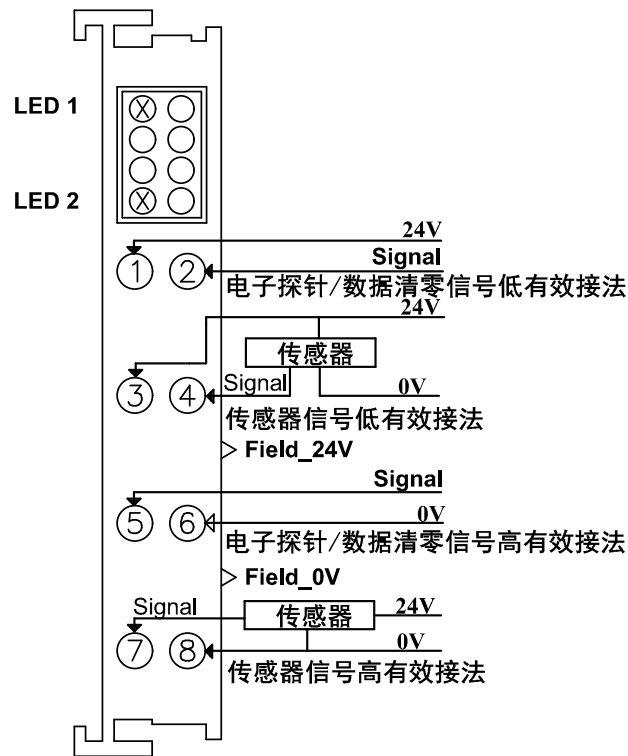 LED 1
LED 2
24V
Signal
① ②
电子探针/数据清零信号低有效接法
24V
传感器
③ ④
Signal
0V
传感器信号低有效接法
Field_24V
Signal
⑤ ⑥
0V
电子探针/数据清零信号高有效接法
Field_0V
Signal
传感器
24V
⑦ ⑧
0V
传感器信号高有效接法